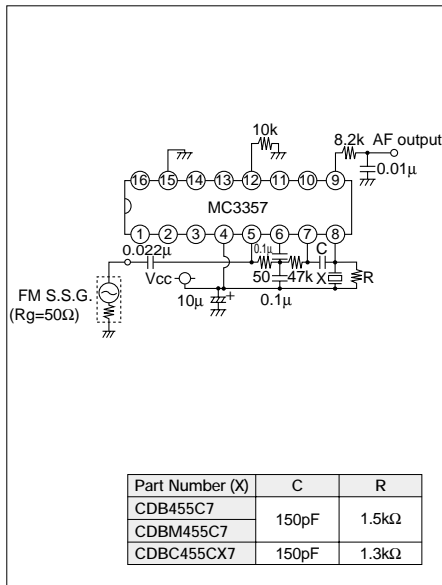 10k
8.2k AF output
0.01μ
16 15 14 13 12 11 10 9
MC3357
1 2 3 4 5 6 7 8
0.022μ
0.1μ
C
Vcc
50
47k
X
R
FM S.S.G.
(Rg=50Ω)
10μ
+
0.1μ
Part Number (X) C R
CDB455C7 150pF 1.5kΩ
CDBM455C7
CDBC455CX7 150pF 1.3kΩ